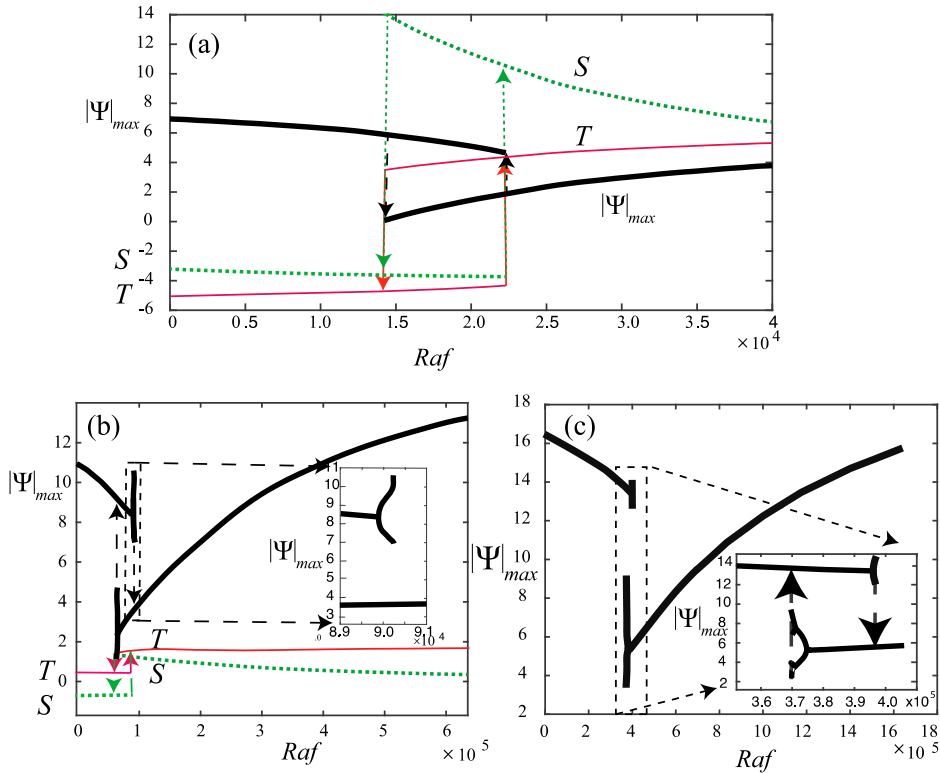 (a)
14
12
10
8
6
4
2
0
-2
-4
-6
|Ψ|max
S
T
S
T
|Ψ|max
0 0.5 1.0 1.5 2.0 2.5 3.0 3.5 4.0
× 10^4
Raf
(b)
12
10
8
6
4
2
0
|Ψ|max
T
S
T
S
0 1 2 3 4 5 6
× 10^5
Raf
11
10
9
8
7
6
5
4
3
|Ψ|max
8.9 9.0 9.1
× 10^4
(c)
18
16
14
12
10
8
6
4
2
|Ψ|max
0 2 4 6 8 10 12 14 16 18
× 10^5
Raf
14
12
10
8
6
4
2
|Ψ|max
3.6 3.7 3.8 3.9 4.0
×10^5